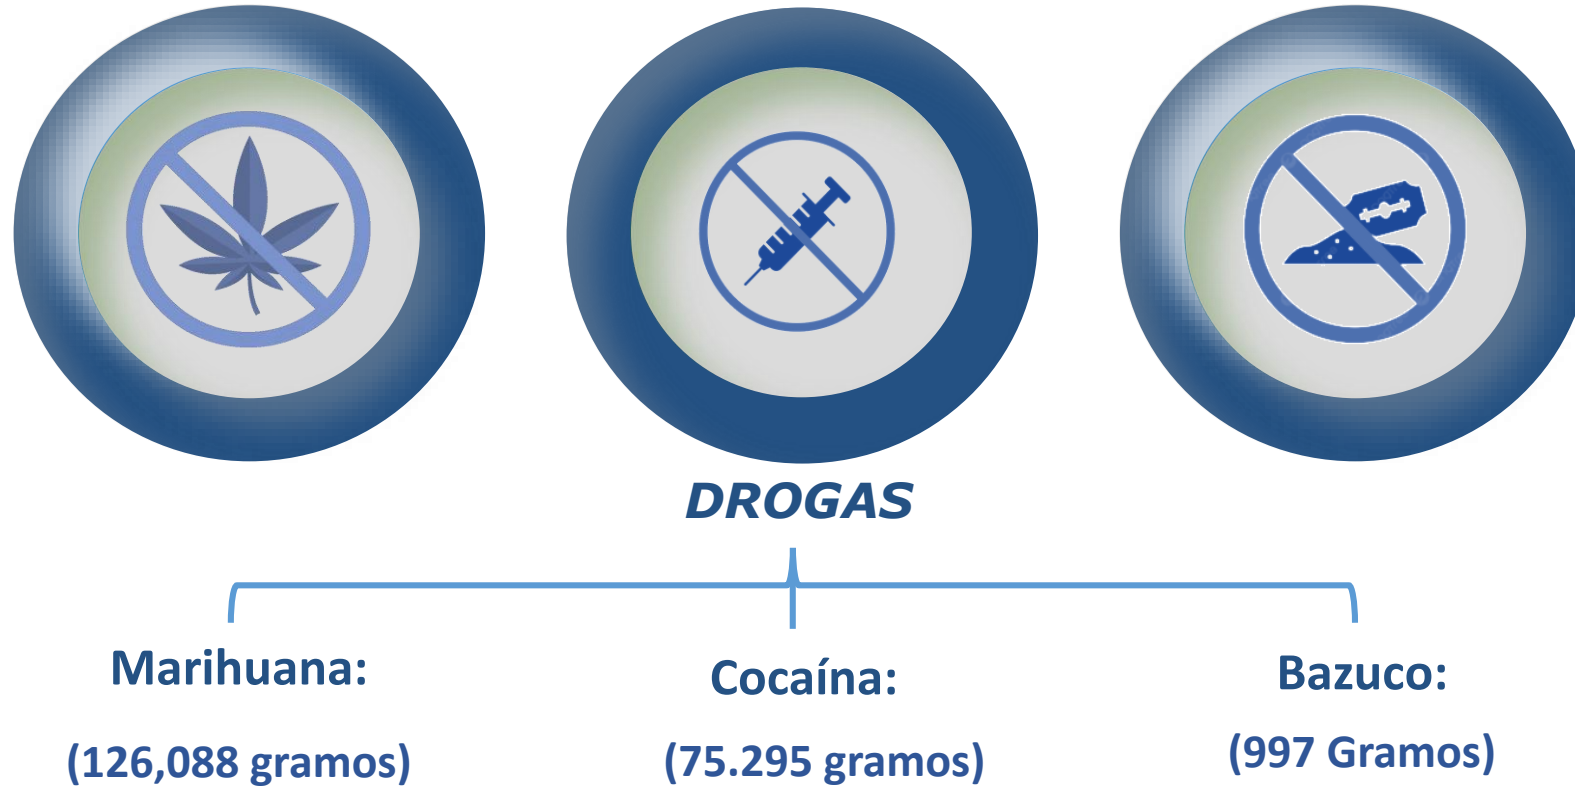 DROGAS
Marihuana:
(126,088 gramos)
Cocaína:
(75.295 gramos)
Bazuco:
(997 Gramos)